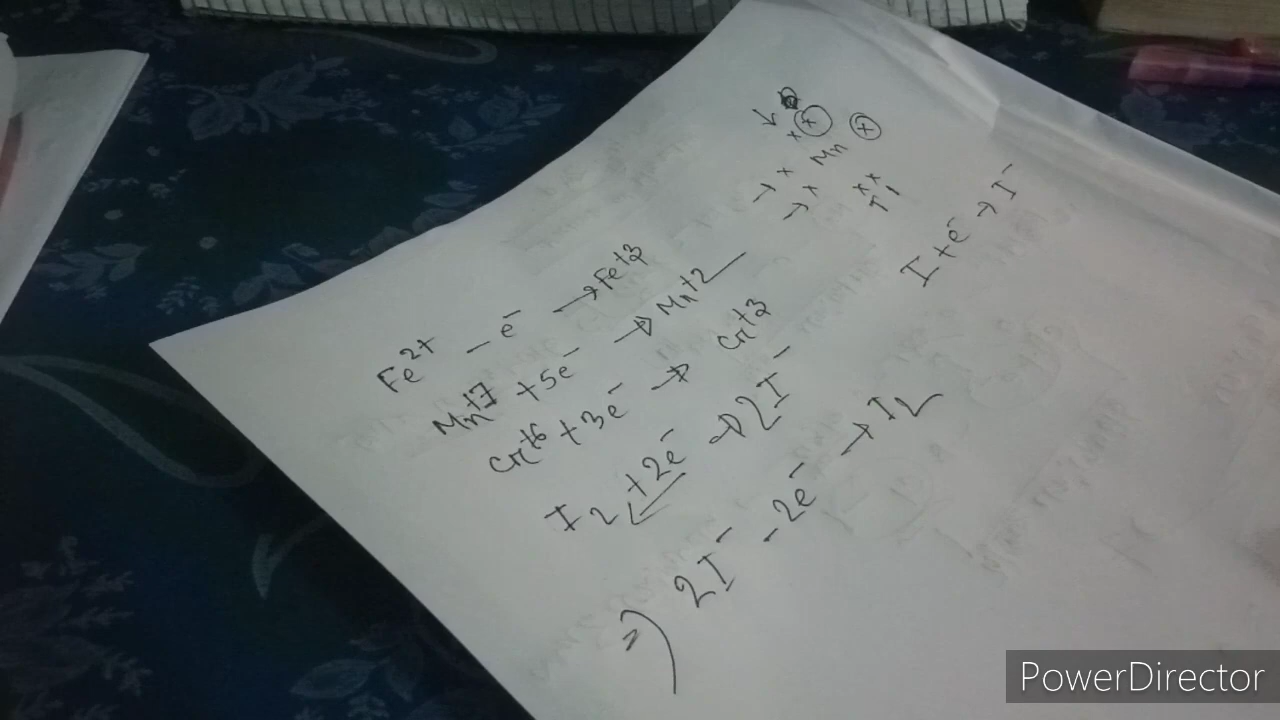 Mn
I + e⁻ → I⁻
Fe²⁺ – e⁻ → Fe+3
Mn+7 + 5e⁻ → Mn+2
Cr+6 + 3e⁻ → Cr+3
I2 + 2e⁻ → 2I⁻
⇒ 2I⁻ – 2e⁻ → I2
PowerDirector